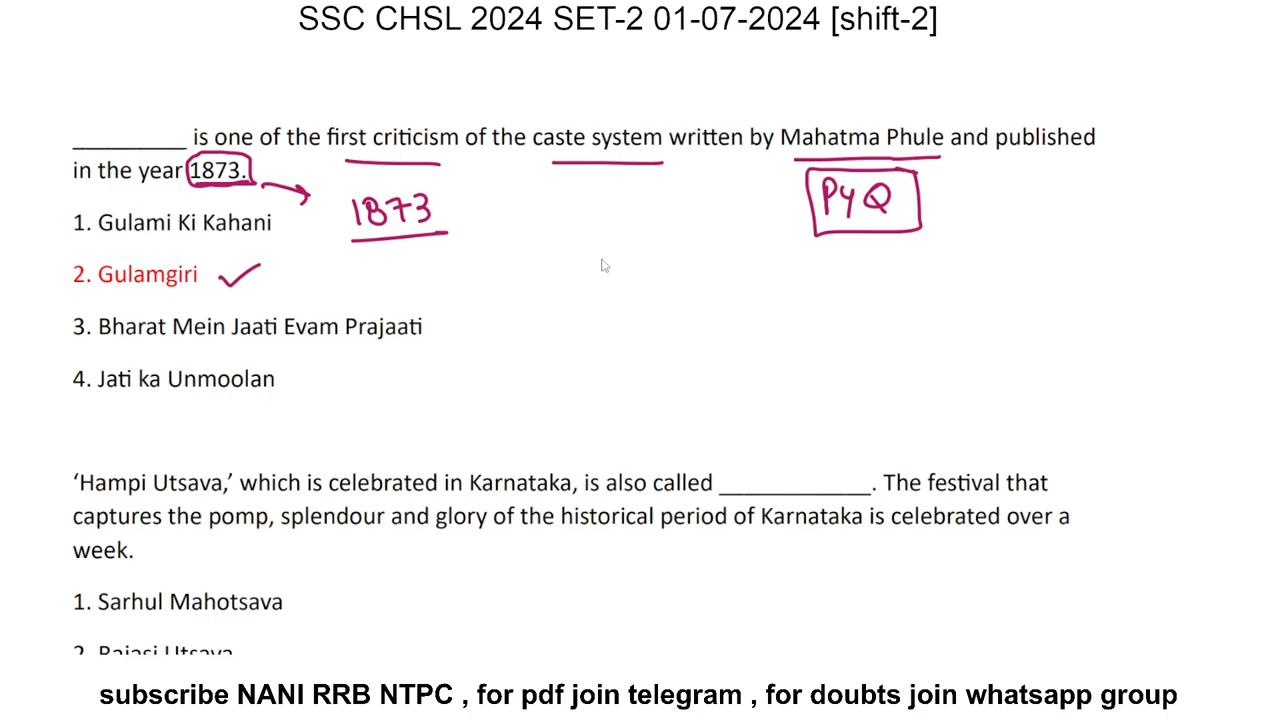 SSC CHSL 2024 SET-2 01-07-2024 [shift-2]
_________ is one of the first criticism of the caste system written by Mahatma Phule and published
in the year 1873.
1873
PYQ
1. Gulami Ki Kahani
2. Gulamgiri
3. Bharat Mein Jaati Evam Prajaati
4. Jati ka Unmoolan
‘Hampi Utsava,’ which is celebrated in Karnataka, is also called ____________. The festival that
captures the pomp, splendour and glory of the historical period of Karnataka is celebrated over a
week.
1. Sarhul Mahotsava
2. Rajasi Utsava
subscribe NANI RRB NTPC , for pdf join telegram , for doubts join whatsapp group